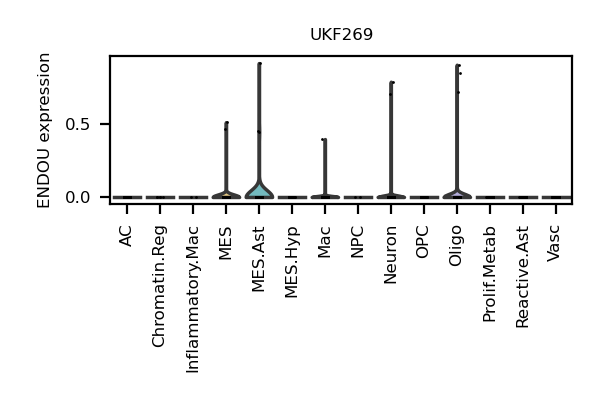 UKF269
ENDOU expression
0.5
0.0
AC
Chromatin.Reg
Inflammatory.Mac
MES
MES.Ast
MES.Hyp
Mac
NPC
Neuron
OPC
Oligo
Prolif.Metab
Reactive.Ast
Vasc